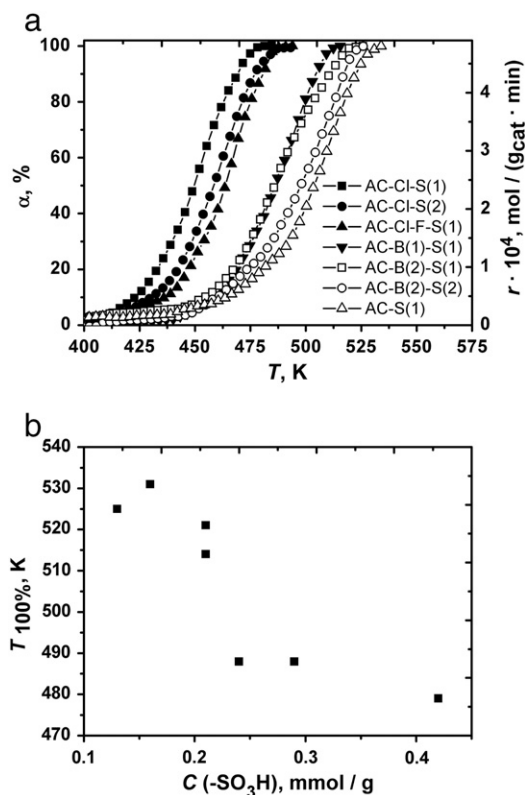 a
100
80
60
40
20
0
α, %
4
3
2
1
0
r · 10⁴, mol / (g_cat · min)
AC-Cl-S(1)
AC-Cl-S(2)
AC-Cl-F-S(1)
AC-B(1)-S(1)
AC-B(2)-S(1)
AC-B(2)-S(2)
AC-S(1)
400 425 450 475 500 525 550 575
T, K
b
540
530
520
510
500
490
480
470
T 100%, K
0.1 0.2 0.3 0.4
C (-SO₃H), mmol / g